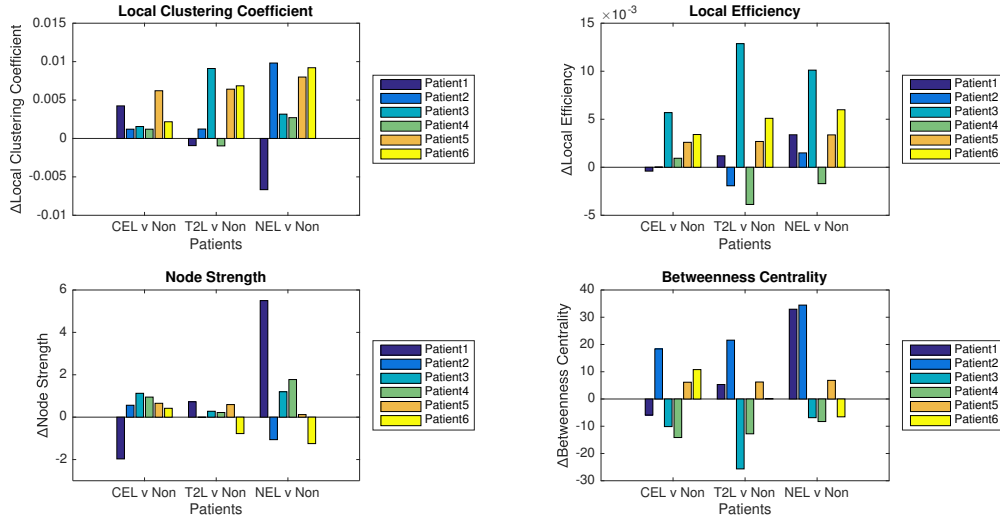 Local Clustering Coefficient
0.015
0.01
0.005
0
-0.005
-0.01
ΔLocal Clustering Coefficient
CEL v Non T2L v Non NEL v Non
Patients
Patient1
Patient2
Patient3
Patient4
Patient5
Patient6
Local Efficiency
×10⁻³
15
10
5
0
-5
ΔLocal Efficiency
CEL v Non T2L v Non NEL v Non
Patients
Patient1
Patient2
Patient3
Patient4
Patient5
Patient6
Node Strength
6
4
2
0
-2
ΔNode Strength
CEL v Non T2L v Non NEL v Non
Patients
Patient1
Patient2
Patient3
Patient4
Patient5
Patient6
Betweenness Centrality
40
30
20
10
0
-10
-20
-30
ΔBetweenness Centrality
CEL v Non T2L v Non NEL v Non
Patients
Patient1
Patient2
Patient3
Patient4
Patient5
Patient6